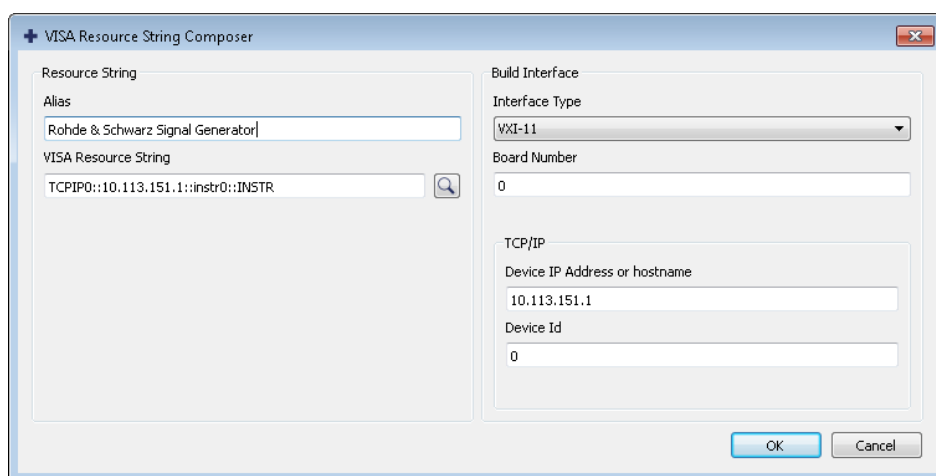 VISA Resource String Composer
Resource String
Alias
Rohde & Schwarz Signal Generator
VISA Resource String
TCPIP0::10.113.151.1::instr0::INSTR
Build Interface
Interface Type
VXI-11
Board Number
0
TCP/IP
Device IP Address or hostname
10.113.151.1
Device Id
0
OK
Cancel